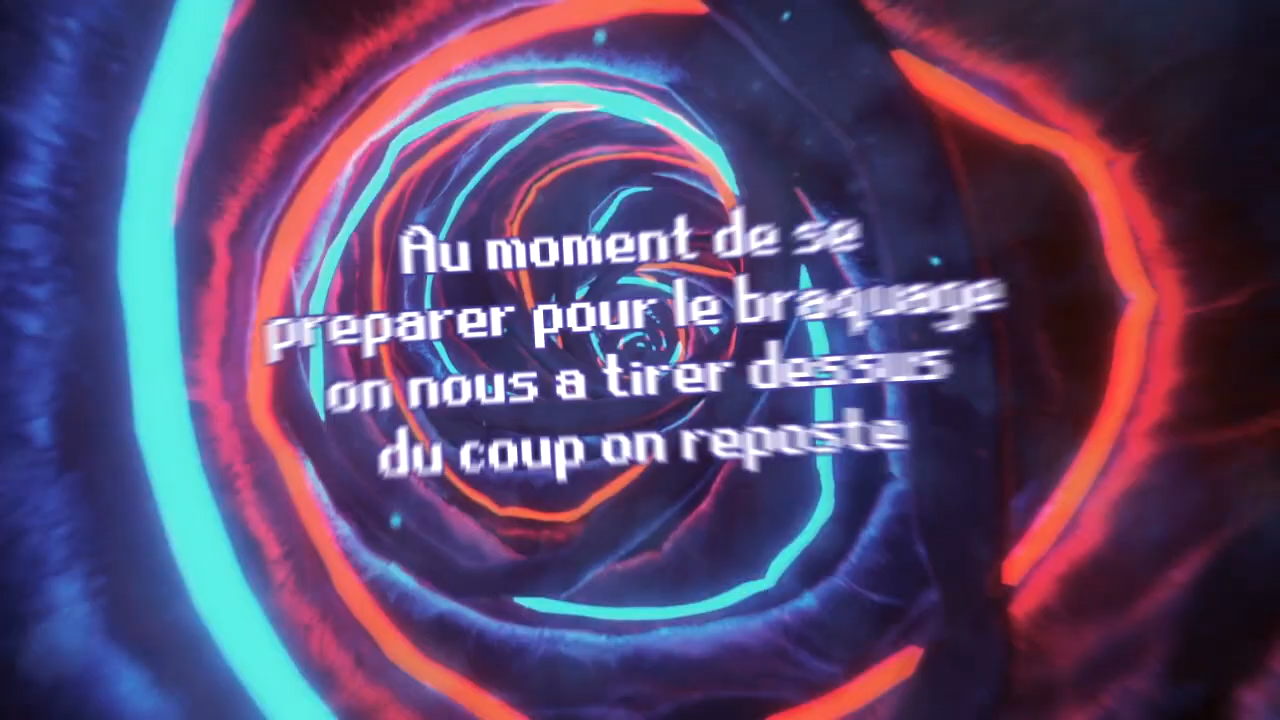 Au moment de se
preparer pour le braquage
on nous a tirer dessus
du coup on reposte